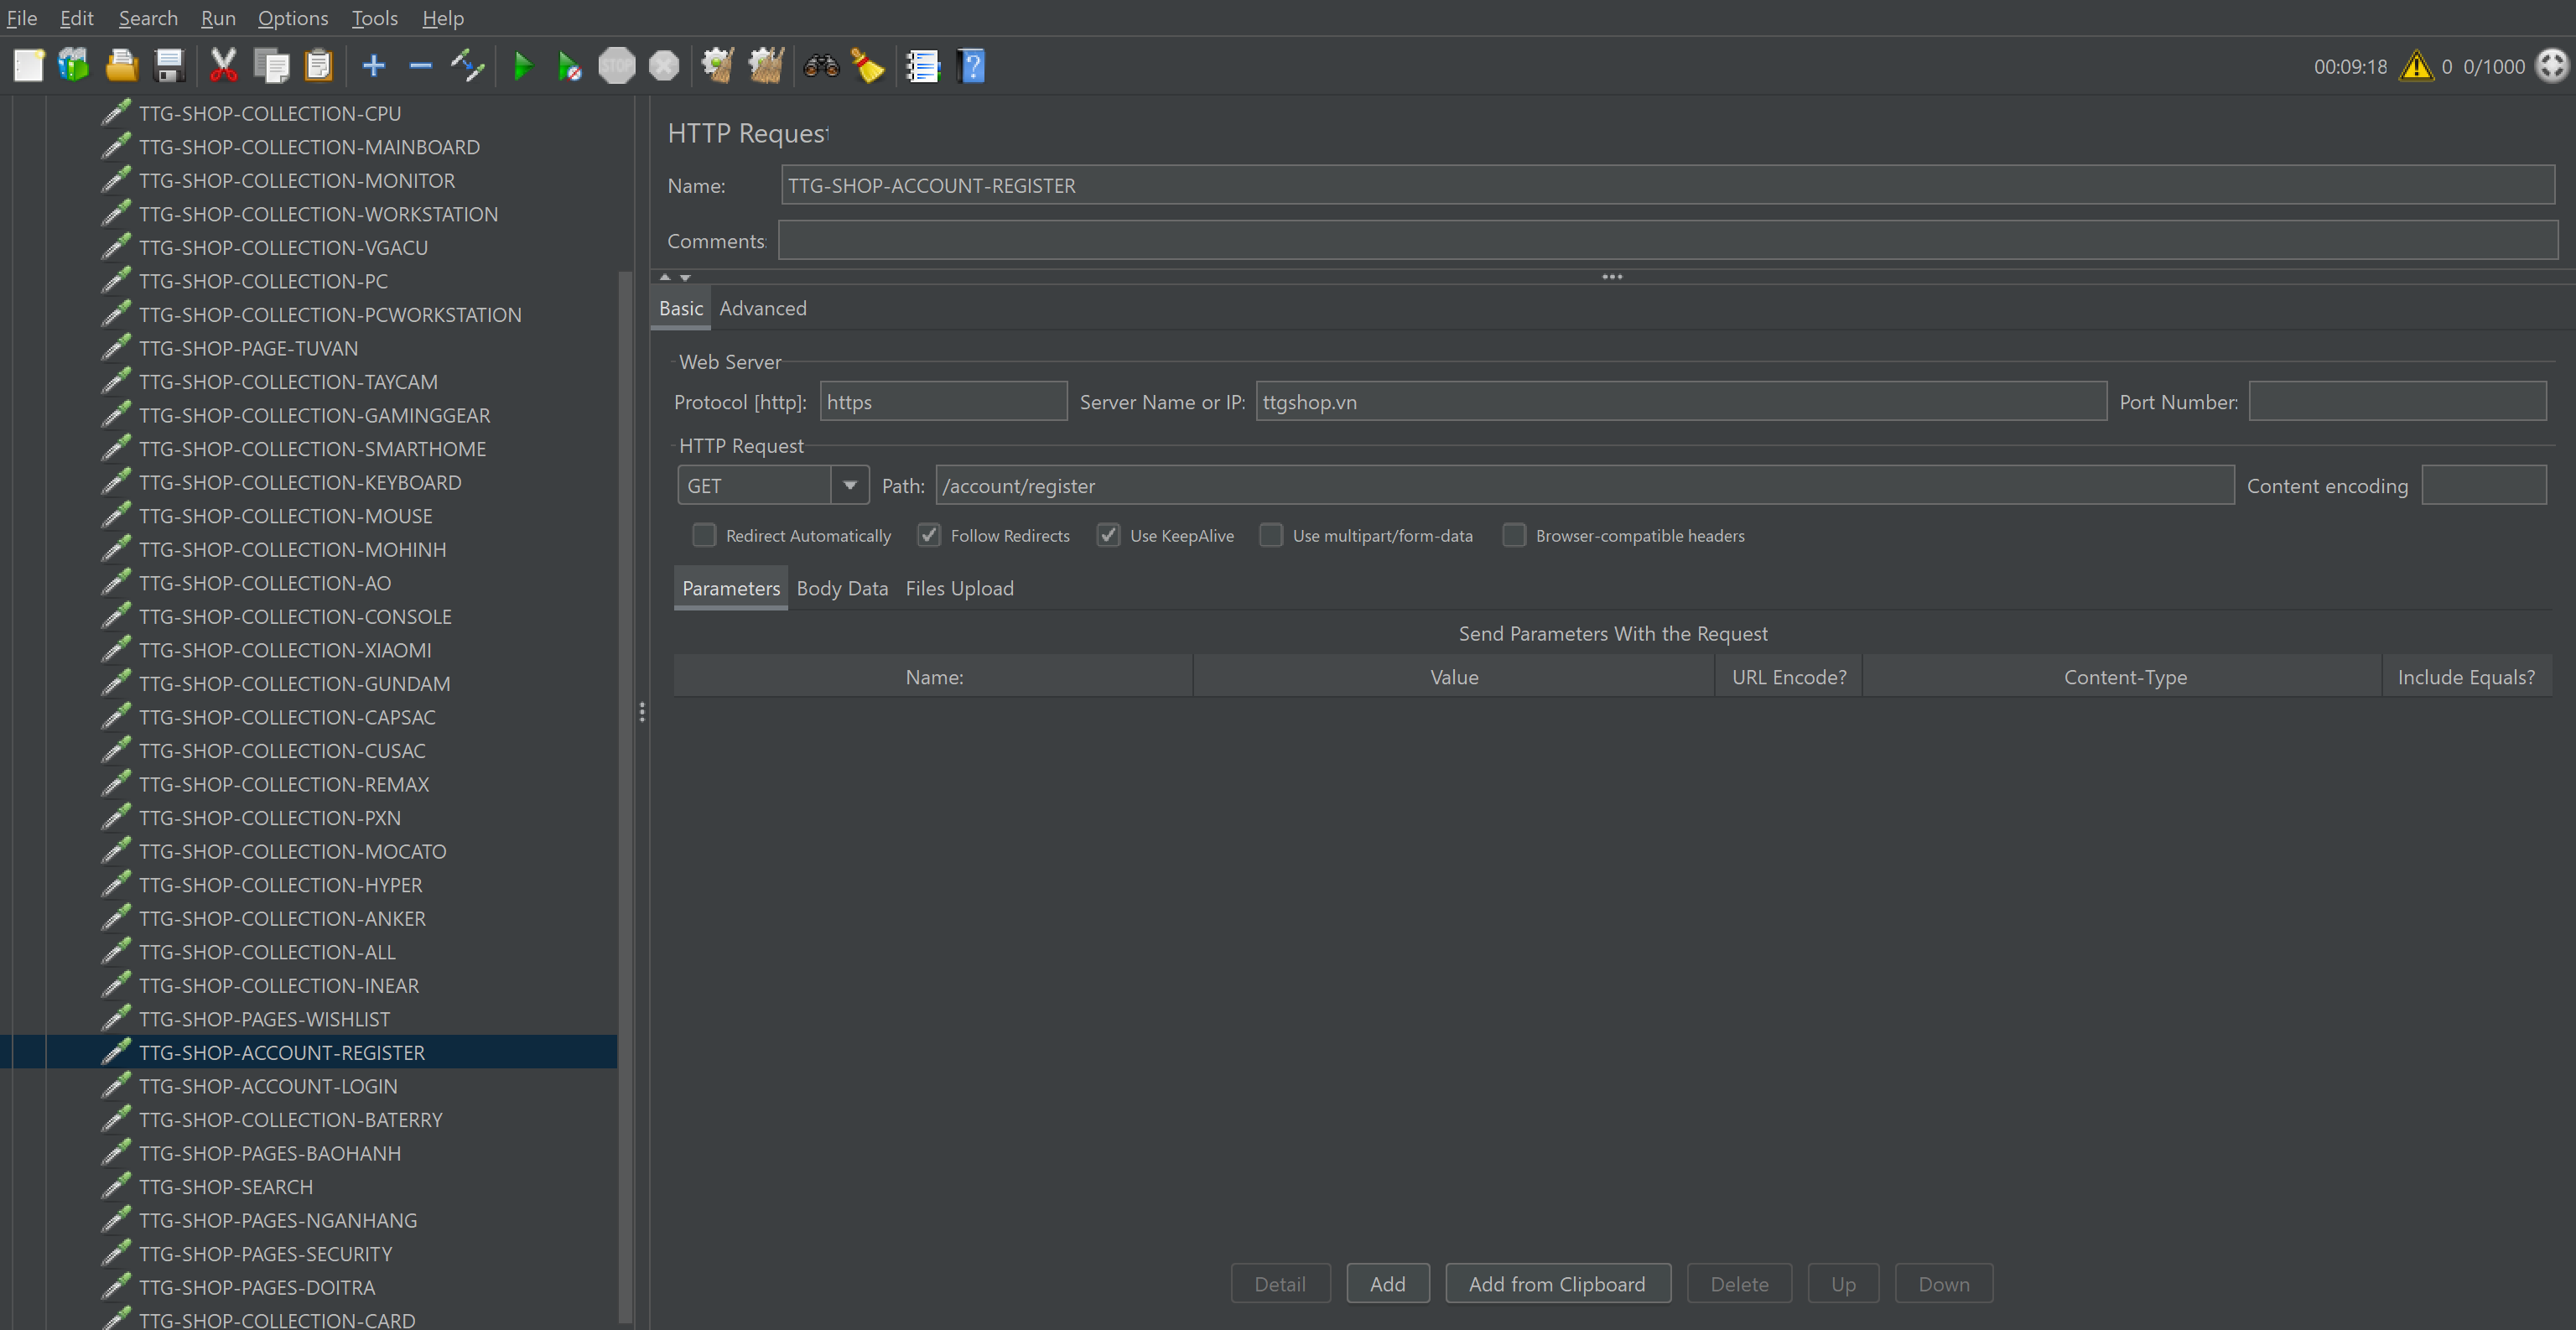 File Edit Search Run Options Tools Help
STOP
00:09:18 0 0/1000
TTG-SHOP-COLLECTION-CPU
TTG-SHOP-COLLECTION-MAINBOARD
TTG-SHOP-COLLECTION-MONITOR
TTG-SHOP-COLLECTION-WORKSTATION
TTG-SHOP-COLLECTION-VGACU
TTG-SHOP-COLLECTION-PC
TTG-SHOP-COLLECTION-PCWORKSTATION
TTG-SHOP-PAGE-TUVAN
TTG-SHOP-COLLECTION-TAYCAM
TTG-SHOP-COLLECTION-GAMINGGEAR
TTG-SHOP-COLLECTION-SMARTHOME
TTG-SHOP-COLLECTION-KEYBOARD
TTG-SHOP-COLLECTION-MOUSE
TTG-SHOP-COLLECTION-MOHINH
TTG-SHOP-COLLECTION-AO
TTG-SHOP-COLLECTION-CONSOLE
TTG-SHOP-COLLECTION-XIAOMI
TTG-SHOP-COLLECTION-GUNDAM
TTG-SHOP-COLLECTION-CAPSAC
TTG-SHOP-COLLECTION-CUSAC
TTG-SHOP-COLLECTION-REMAX
TTG-SHOP-COLLECTION-PXN
TTG-SHOP-COLLECTION-MOCATO
TTG-SHOP-COLLECTION-HYPER
TTG-SHOP-COLLECTION-ANKER
TTG-SHOP-COLLECTION-ALL
TTG-SHOP-COLLECTION-INEAR
TTG-SHOP-PAGES-WISHLIST
TTG-SHOP-ACCOUNT-REGISTER
TTG-SHOP-ACCOUNT-LOGIN
TTG-SHOP-COLLECTION-BATERRY
TTG-SHOP-PAGES-BAOHANH
TTG-SHOP-SEARCH
TTG-SHOP-PAGES-NGANHANG
TTG-SHOP-PAGES-SECURITY
TTG-SHOP-PAGES-DOITRA
TTG-SHOP-COLLECTION-CARD
HTTP Request
Name: TTG-SHOP-ACCOUNT-REGISTER
Comments:
Basic Advanced
Web Server
Protocol [http]: https Server Name or IP: ttgshop.vn Port Number:
HTTP Request
GET Path: /account/register Content encoding
Redirect Automatically Follow Redirects Use KeepAlive Use multipart/form-data Browser-compatible headers
Parameters Body Data Files Upload
Send Parameters With the Request
Name: Value URL Encode? Content-Type Include Equals?
Detail Add Add from Clipboard Delete Up Down